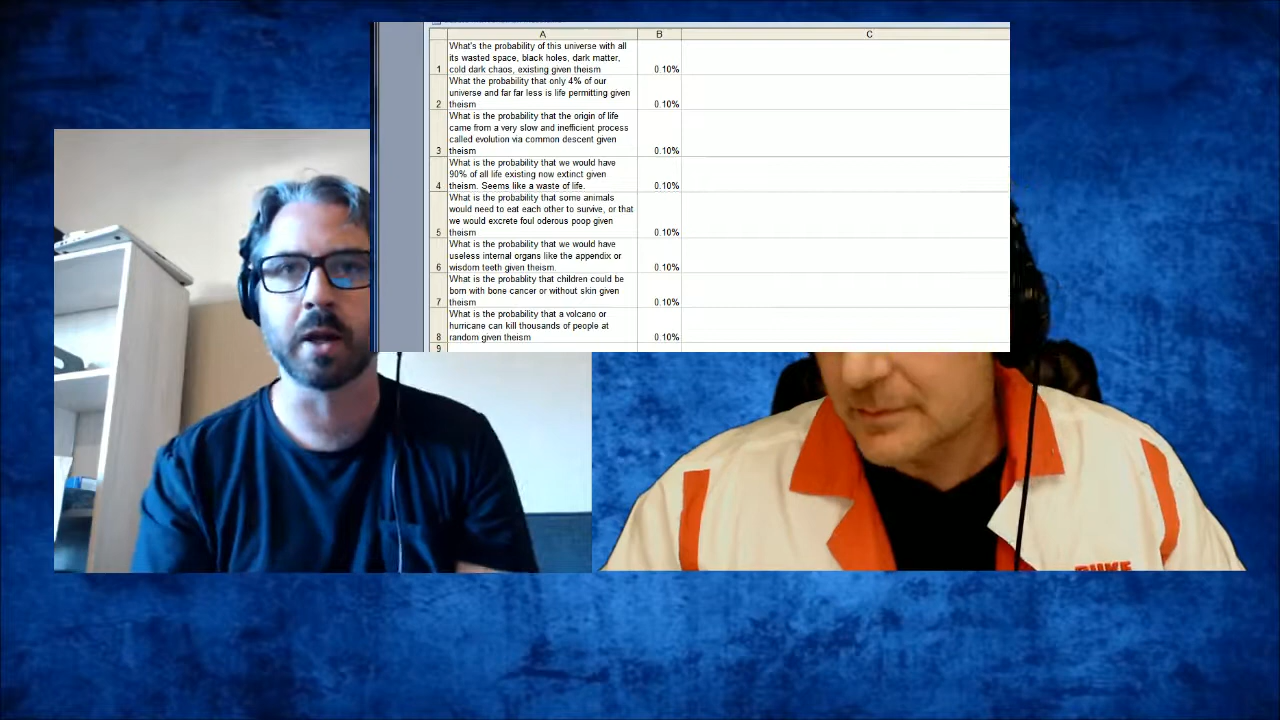 A B C
What's the probability of this universe with all
its wasted space, black holes, dark matter,
1 cold dark chaos, existing given theism 0.10%
What the probability that only 4% of our
universe and far far less is life permitting given
2 theism 0.10%
What is the probability that the origin of life
came from a very slow and inefficient process
called evolution via common descent given
3 theism 0.10%
What is the probability that we would have
90% of all life existing now extinct given
4 theism. Seems like a waste of life. 0.10%
What is the probability that some animals
would need to eat each other to survive, or that
we would excrete foul oderous poop given
5 theism 0.10%
What is the probability that we would have
useless internal organs like the appendix or
6 wisdom teeth given theism. 0.10%
What is the probablity that children could be
born with bone cancer or without skin given
7 theism 0.10%
What is the probability that a volcano or
hurricane can kill thousands of people at
8 random given theism 0.10%
9
DUKE